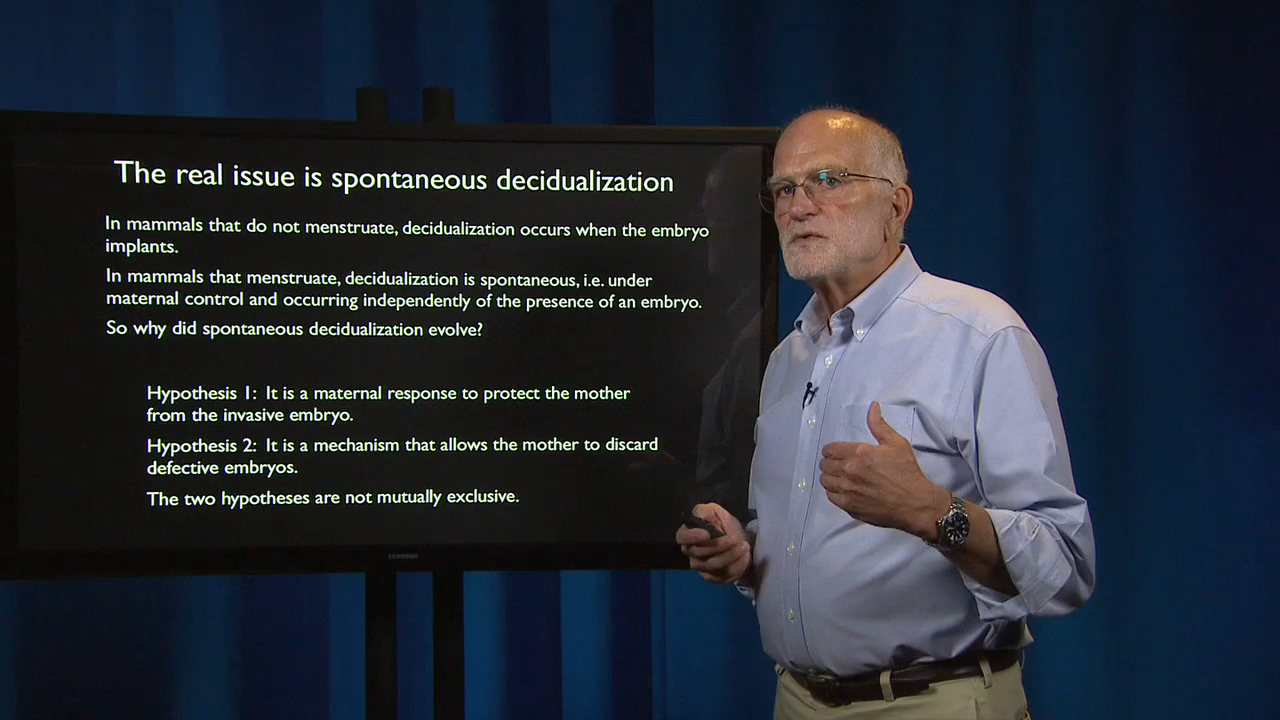 The real issue is spontaneous decidualization
In mammals that do not menstruate, decidualization occurs when the embryo
implants.
In mammals that menstruate, decidualization is spontaneous, i.e. under
maternal control and occurring independently of the presence of an embryo.
So why did spontaneous decidualization evolve?
Hypothesis 1: It is a maternal response to protect the mother
from the invasive embryo.
Hypothesis 2: It is a mechanism that allows the mother to discard
defective embryos.
The two hypotheses are not mutually exclusive.
SAMSUNG